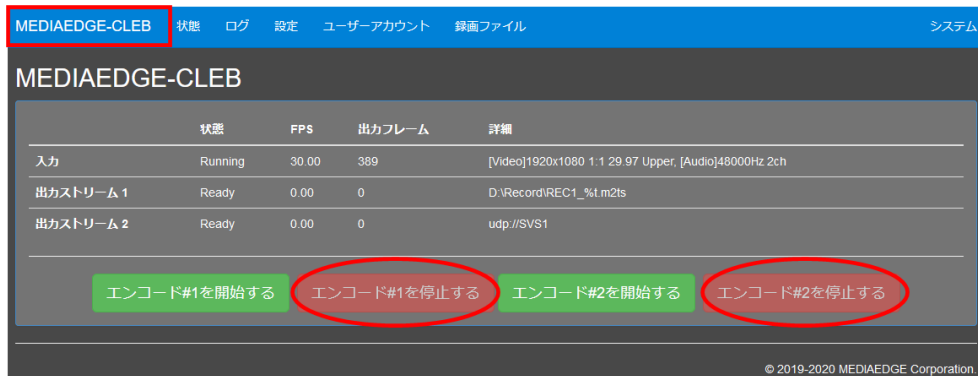 MEDIAEDGE-CLEB 状態 ログ 設定 ユーザーアカウント 録画ファイル システム
MEDIAEDGE-CLEB
状態 FPS 出力フレーム 詳細
入力 Running 30.00 389 [Video]1920x1080 1:1 29.97 Upper, [Audio]48000Hz 2ch
出力ストリーム 1 Ready 0.00 0 D:\Record\REC1_%t.m2ts
出力ストリーム 2 Ready 0.00 0 udp://SVS1
エンコード#1を開始する エンコード#1を停止する エンコード#2を開始する エンコード#2を停止する
© 2019-2020 MEDIAEDGE Corporation